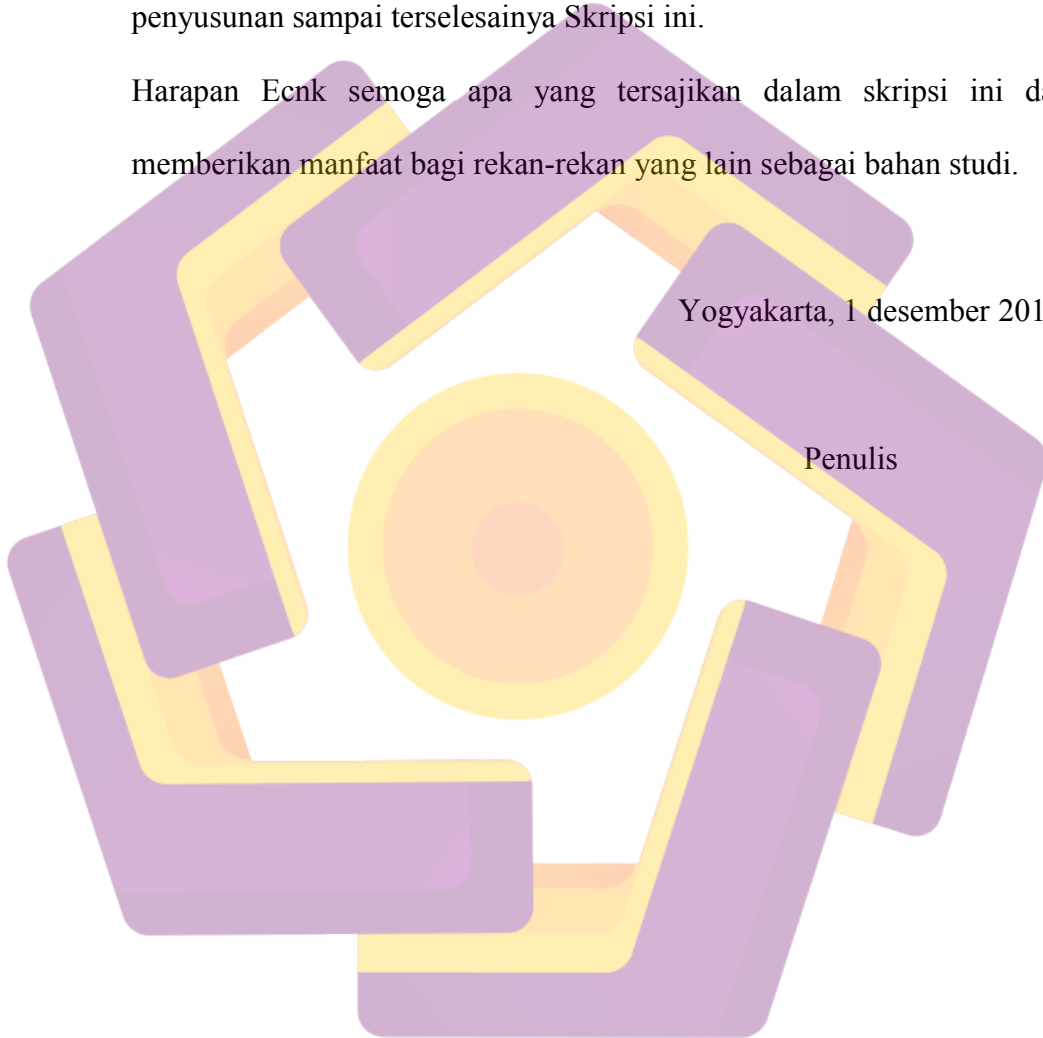 penyusunan sampai terselesainya Skripsi ini.
Harapan Ecnk semoga apa yang tersajikan dalam skripsi ini
memberikan manfaat bagi rekan-rekan yang lain sebagai bahan studi.
Yogyakarta, 1 desember 201
Penulis